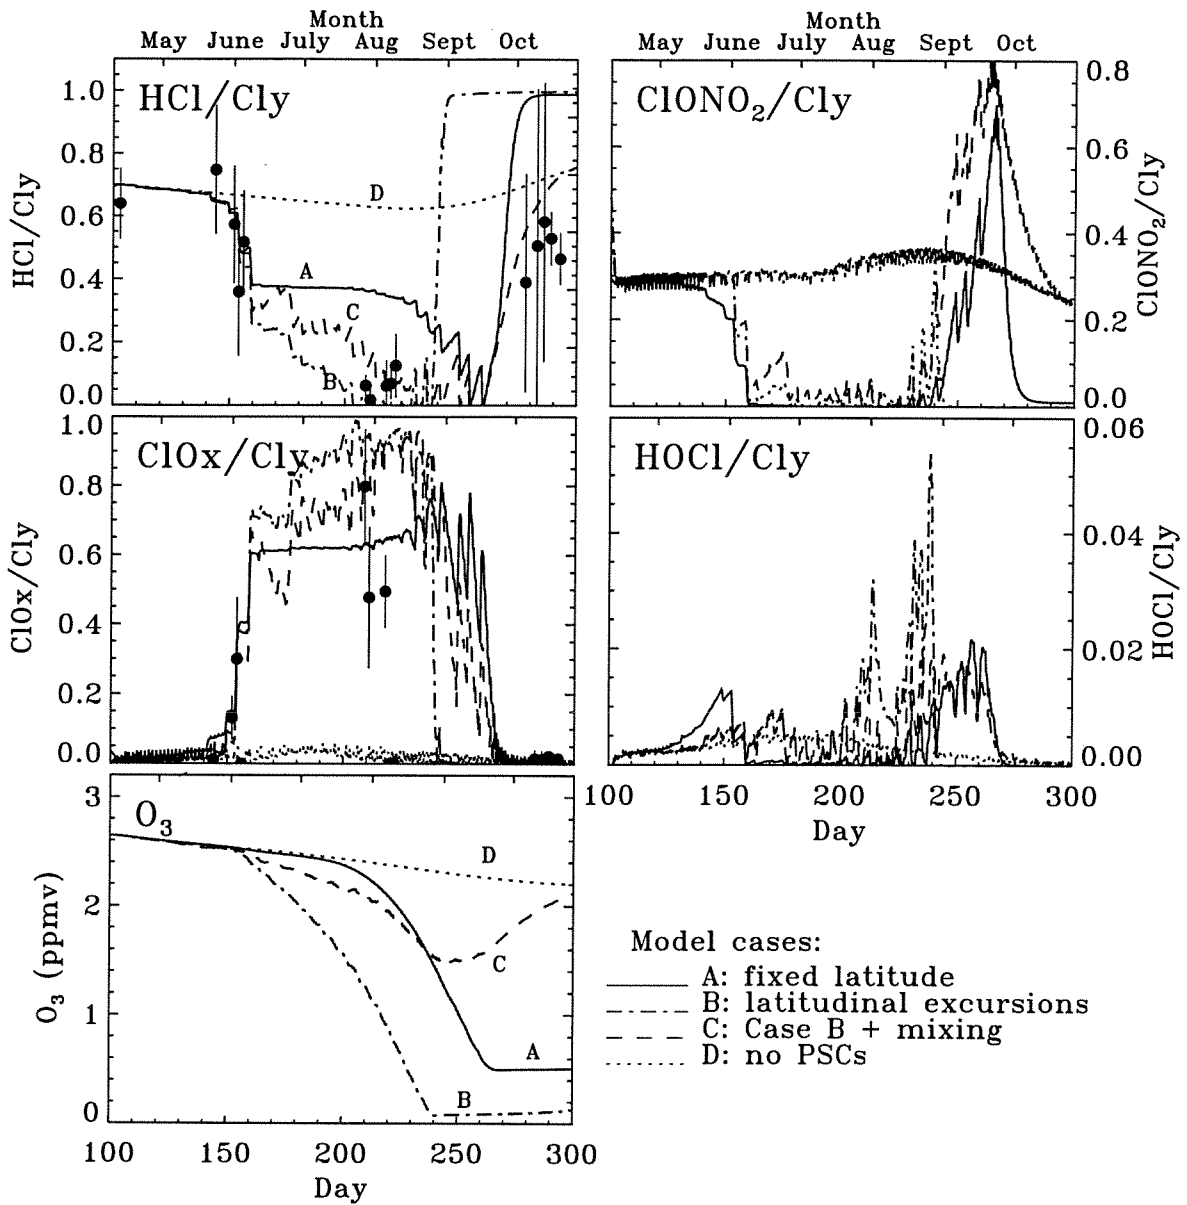 Month
May June July Aug Sept Oct
Month
May June July Aug Sept Oct
HCl/Cly
HCl/Cly
1.0
0.8
0.6
0.4
0.2
0.0
D
A
C
B
ClONO2/Cly
ClONO2/Cly
0.8
0.6
0.4
0.2
0.0
ClOx/Cly
ClOx/Cly
1.0
0.8
0.6
0.4
0.2
0.0
HOCl/Cly
HOCl/Cly
0.06
0.04
0.02
0.00
100 150 200 250 300
Day
O3
O3 (ppmv)
3
2
1
0
D
C
A
B
100 150 200 250 300
Day
Model cases:
A: fixed latitude
B: latitudinal excursions
C: Case B + mixing
D: no PSCs